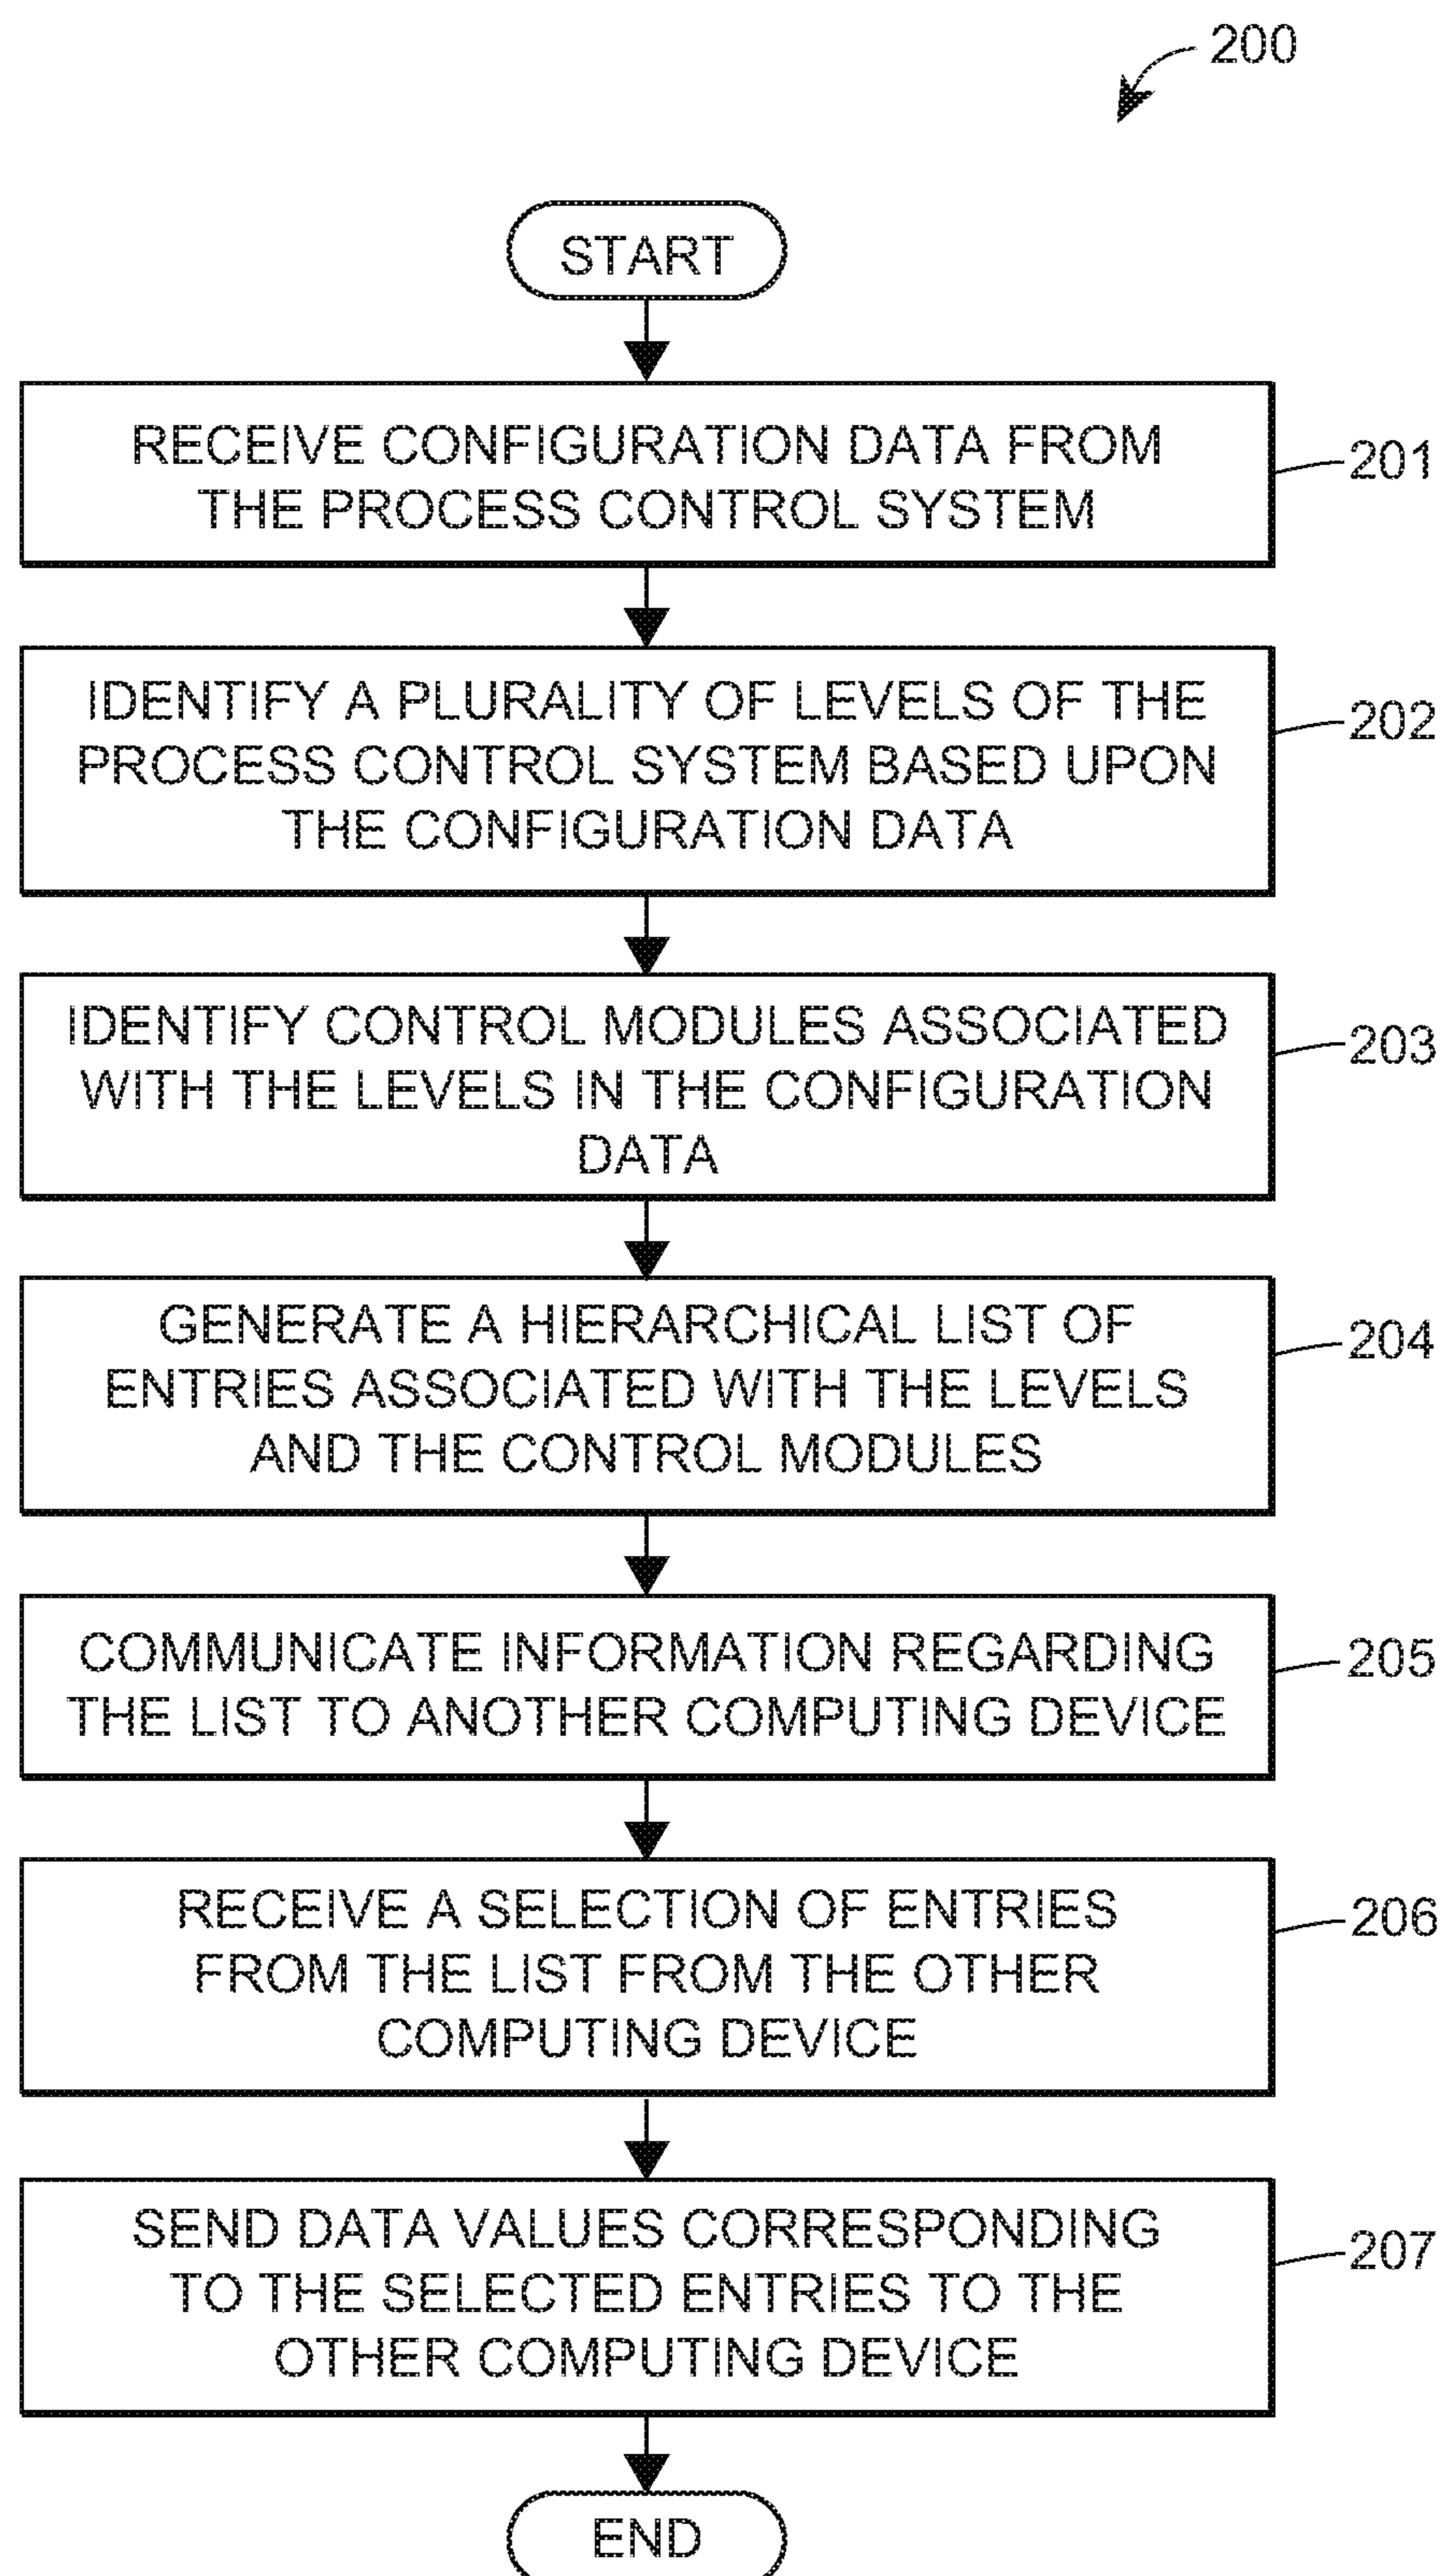 200
START
RECEIVE CONFIGURATION DATA FROM
THE PROCESS CONTROL SYSTEM
201
IDENTIFY A PLURALITY OF LEVELS OF THE
PROCESS CONTROL SYSTEM BASED UPON
THE CONFIGURATION DATA
202
IDENTIFY CONTROL MODULES ASSOCIATED
WITH THE LEVELS IN THE CONFIGURATION
DATA
203
GENERATE A HIERARCHICAL LIST OF
ENTRIES ASSOCIATED WITH THE LEVELS
AND THE CONTROL MODULES
204
COMMUNICATE INFORMATION REGARDING
THE LIST TO ANOTHER COMPUTING DEVICE
205
RECEIVE A SELECTION OF ENTRIES
FROM THE LIST FROM THE OTHER
COMPUTING DEVICE
206
SEND DATA VALUES CORRESPONDING
TO THE SELECTED ENTRIES TO THE
OTHER COMPUTING DEVICE
207
END